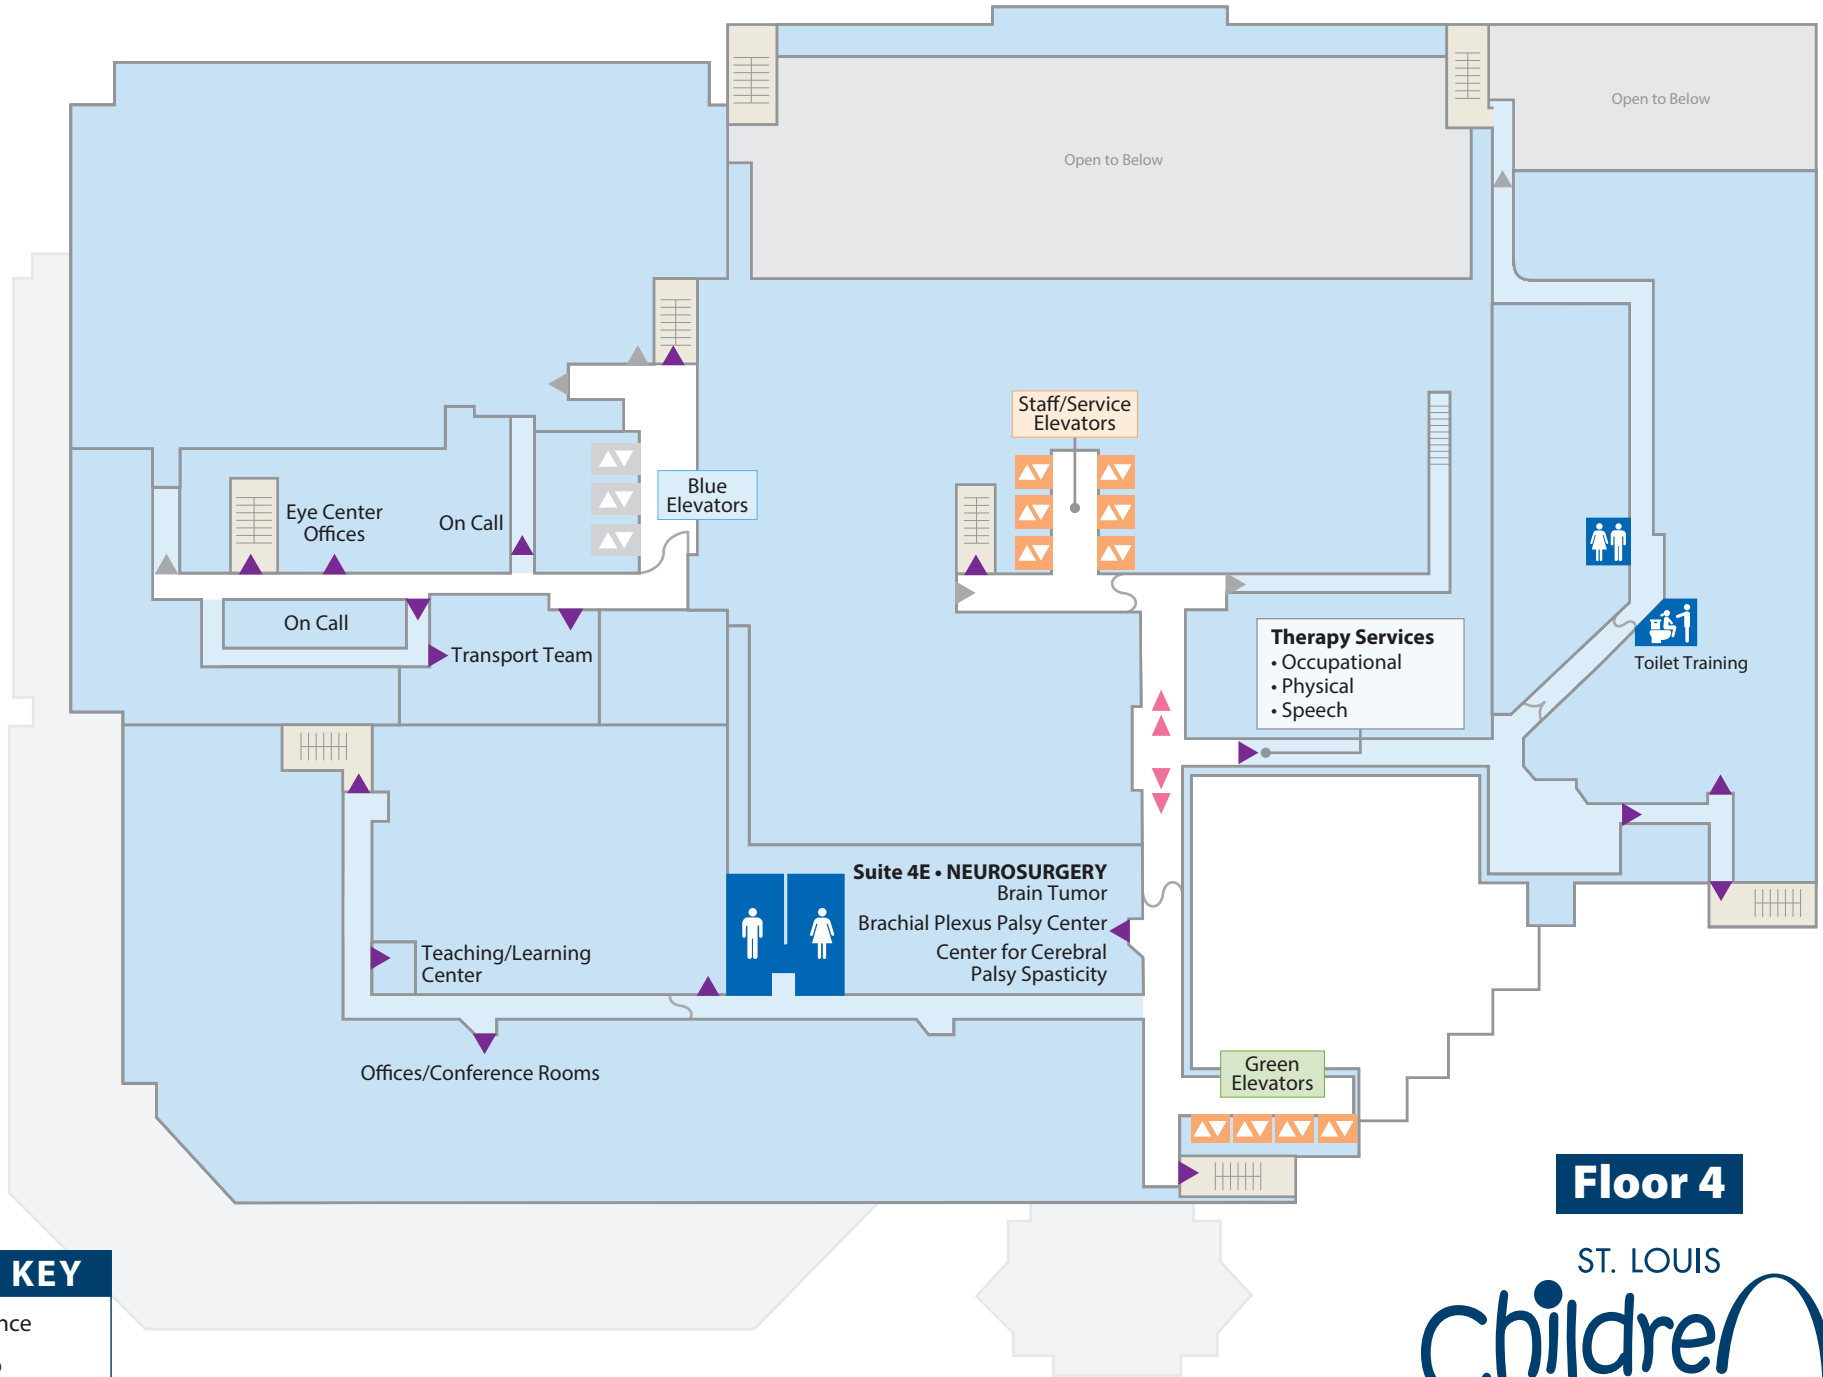 Open to Below
Open to Below
Staff/Service
Elevators
Blue
Elevators
Eye Center
Offices
On Call
On Call
Transport Team
Therapy Services
• Occupational
• Physical
• Speech
Toilet Training
Suite 4E • NEUROSURGERY
Brain Tumor
Brachial Plexus Palsy Center
Center for Cerebral
Palsy Spasticity
Teaching/Learning
Center
Offices/Conference Rooms
Green
Elevators
Floor 4
KEY
ST. LOUIS